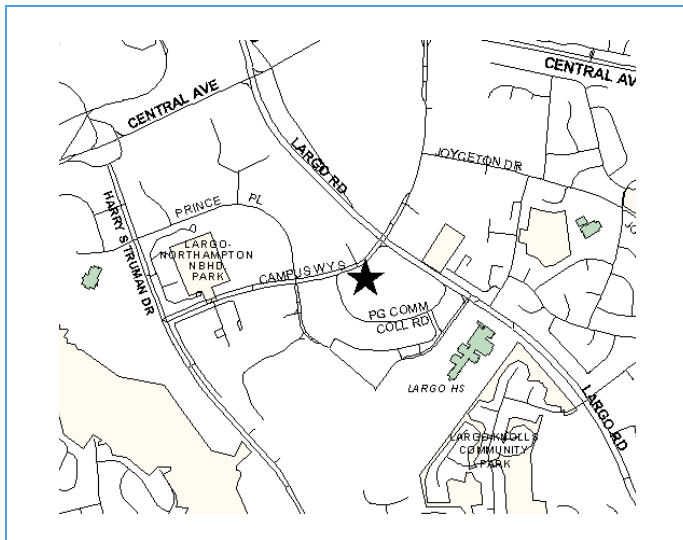 CENTRAL AVE
CENTRAL AV
LARGO RD
JOYCETON DR
HARRY S TRUMAN DR
PRINCE PL
LARGO-
NORTHAMPTON
NBHD
PARK
CAMPUS WY S
PG COMM
COLL RD
LARGO HS
LARGO RD
LARGO KNOLLS
COMMUNITY
PARK